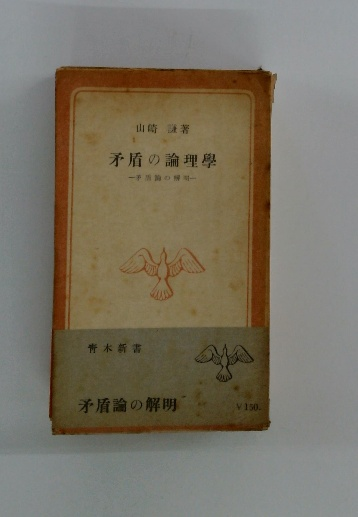 山崎 謙著
矛盾の論理學
—矛盾論の解明—
青木新書
矛盾論の解明
￥150.